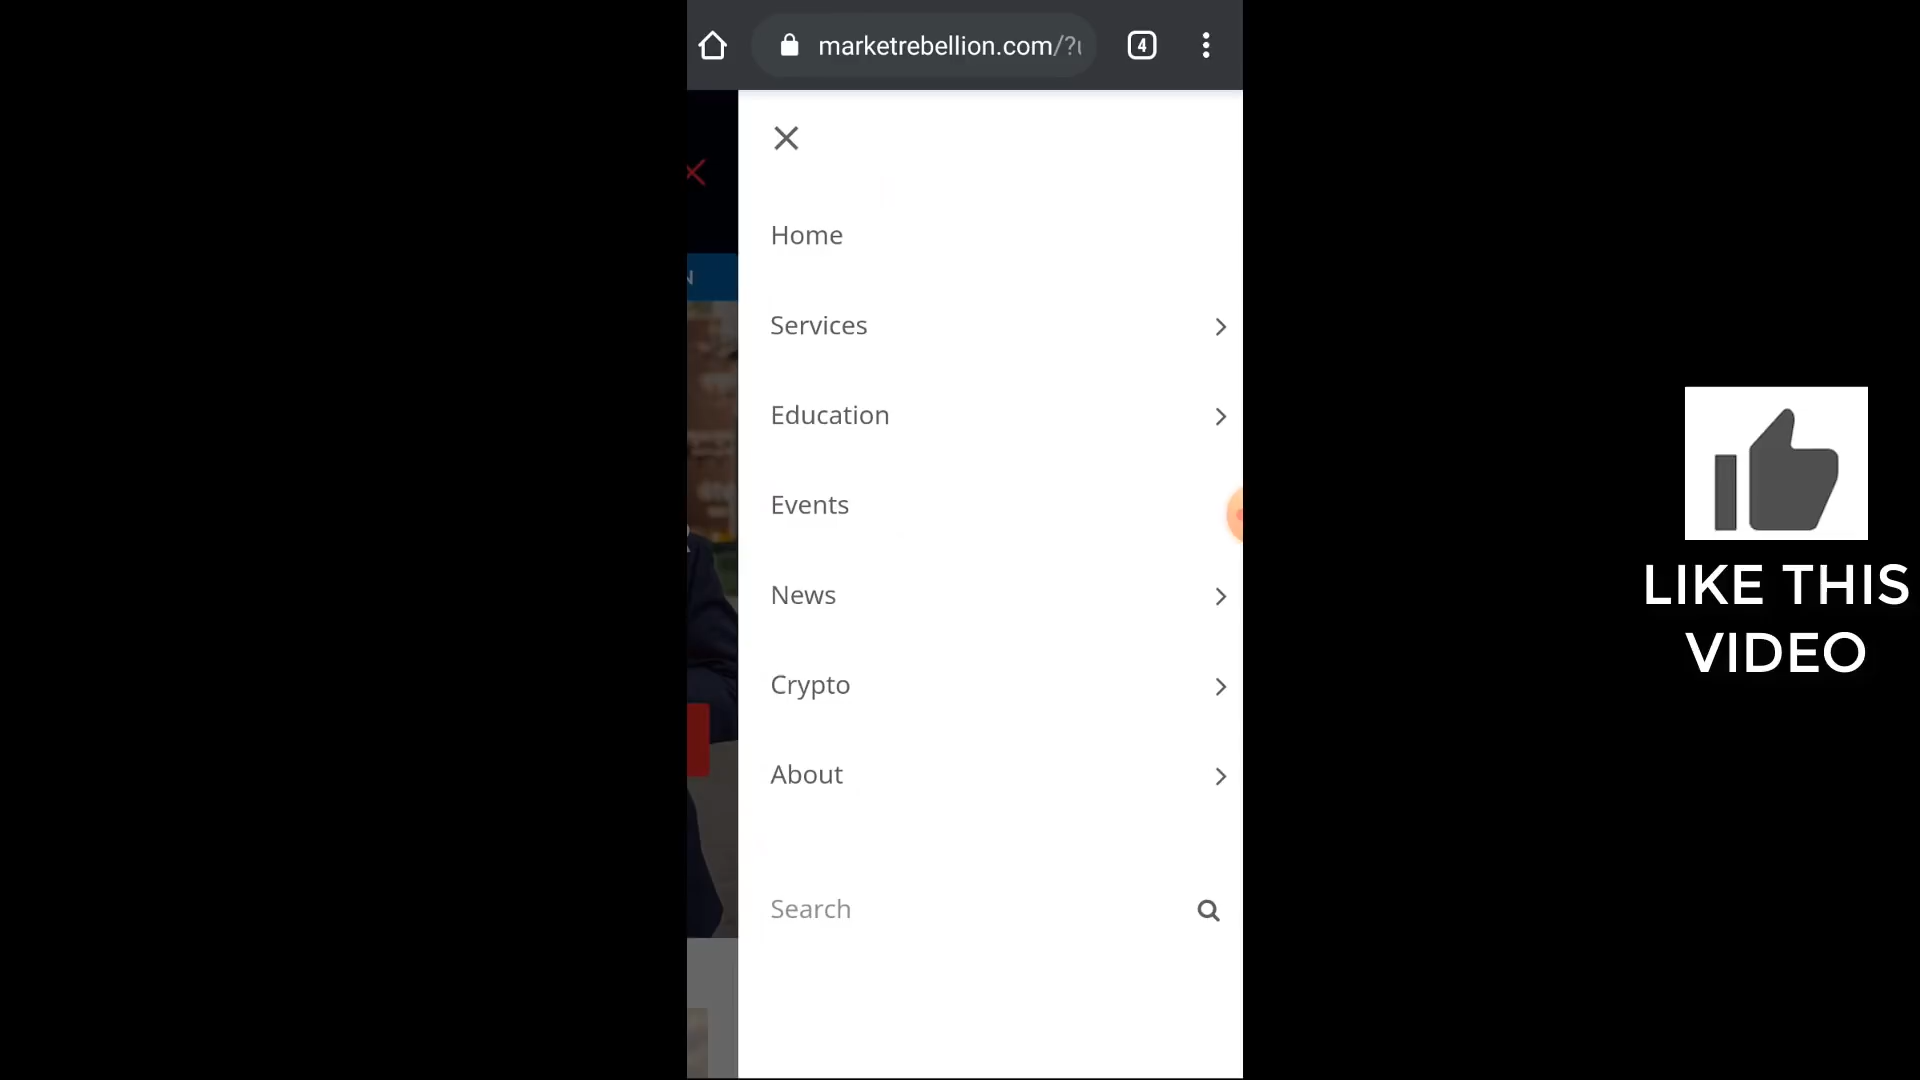 marketrebellion.com/?
4
Home
Services
Education
Events
News
Crypto
About
Search
N
LIKE THIS
VIDEO